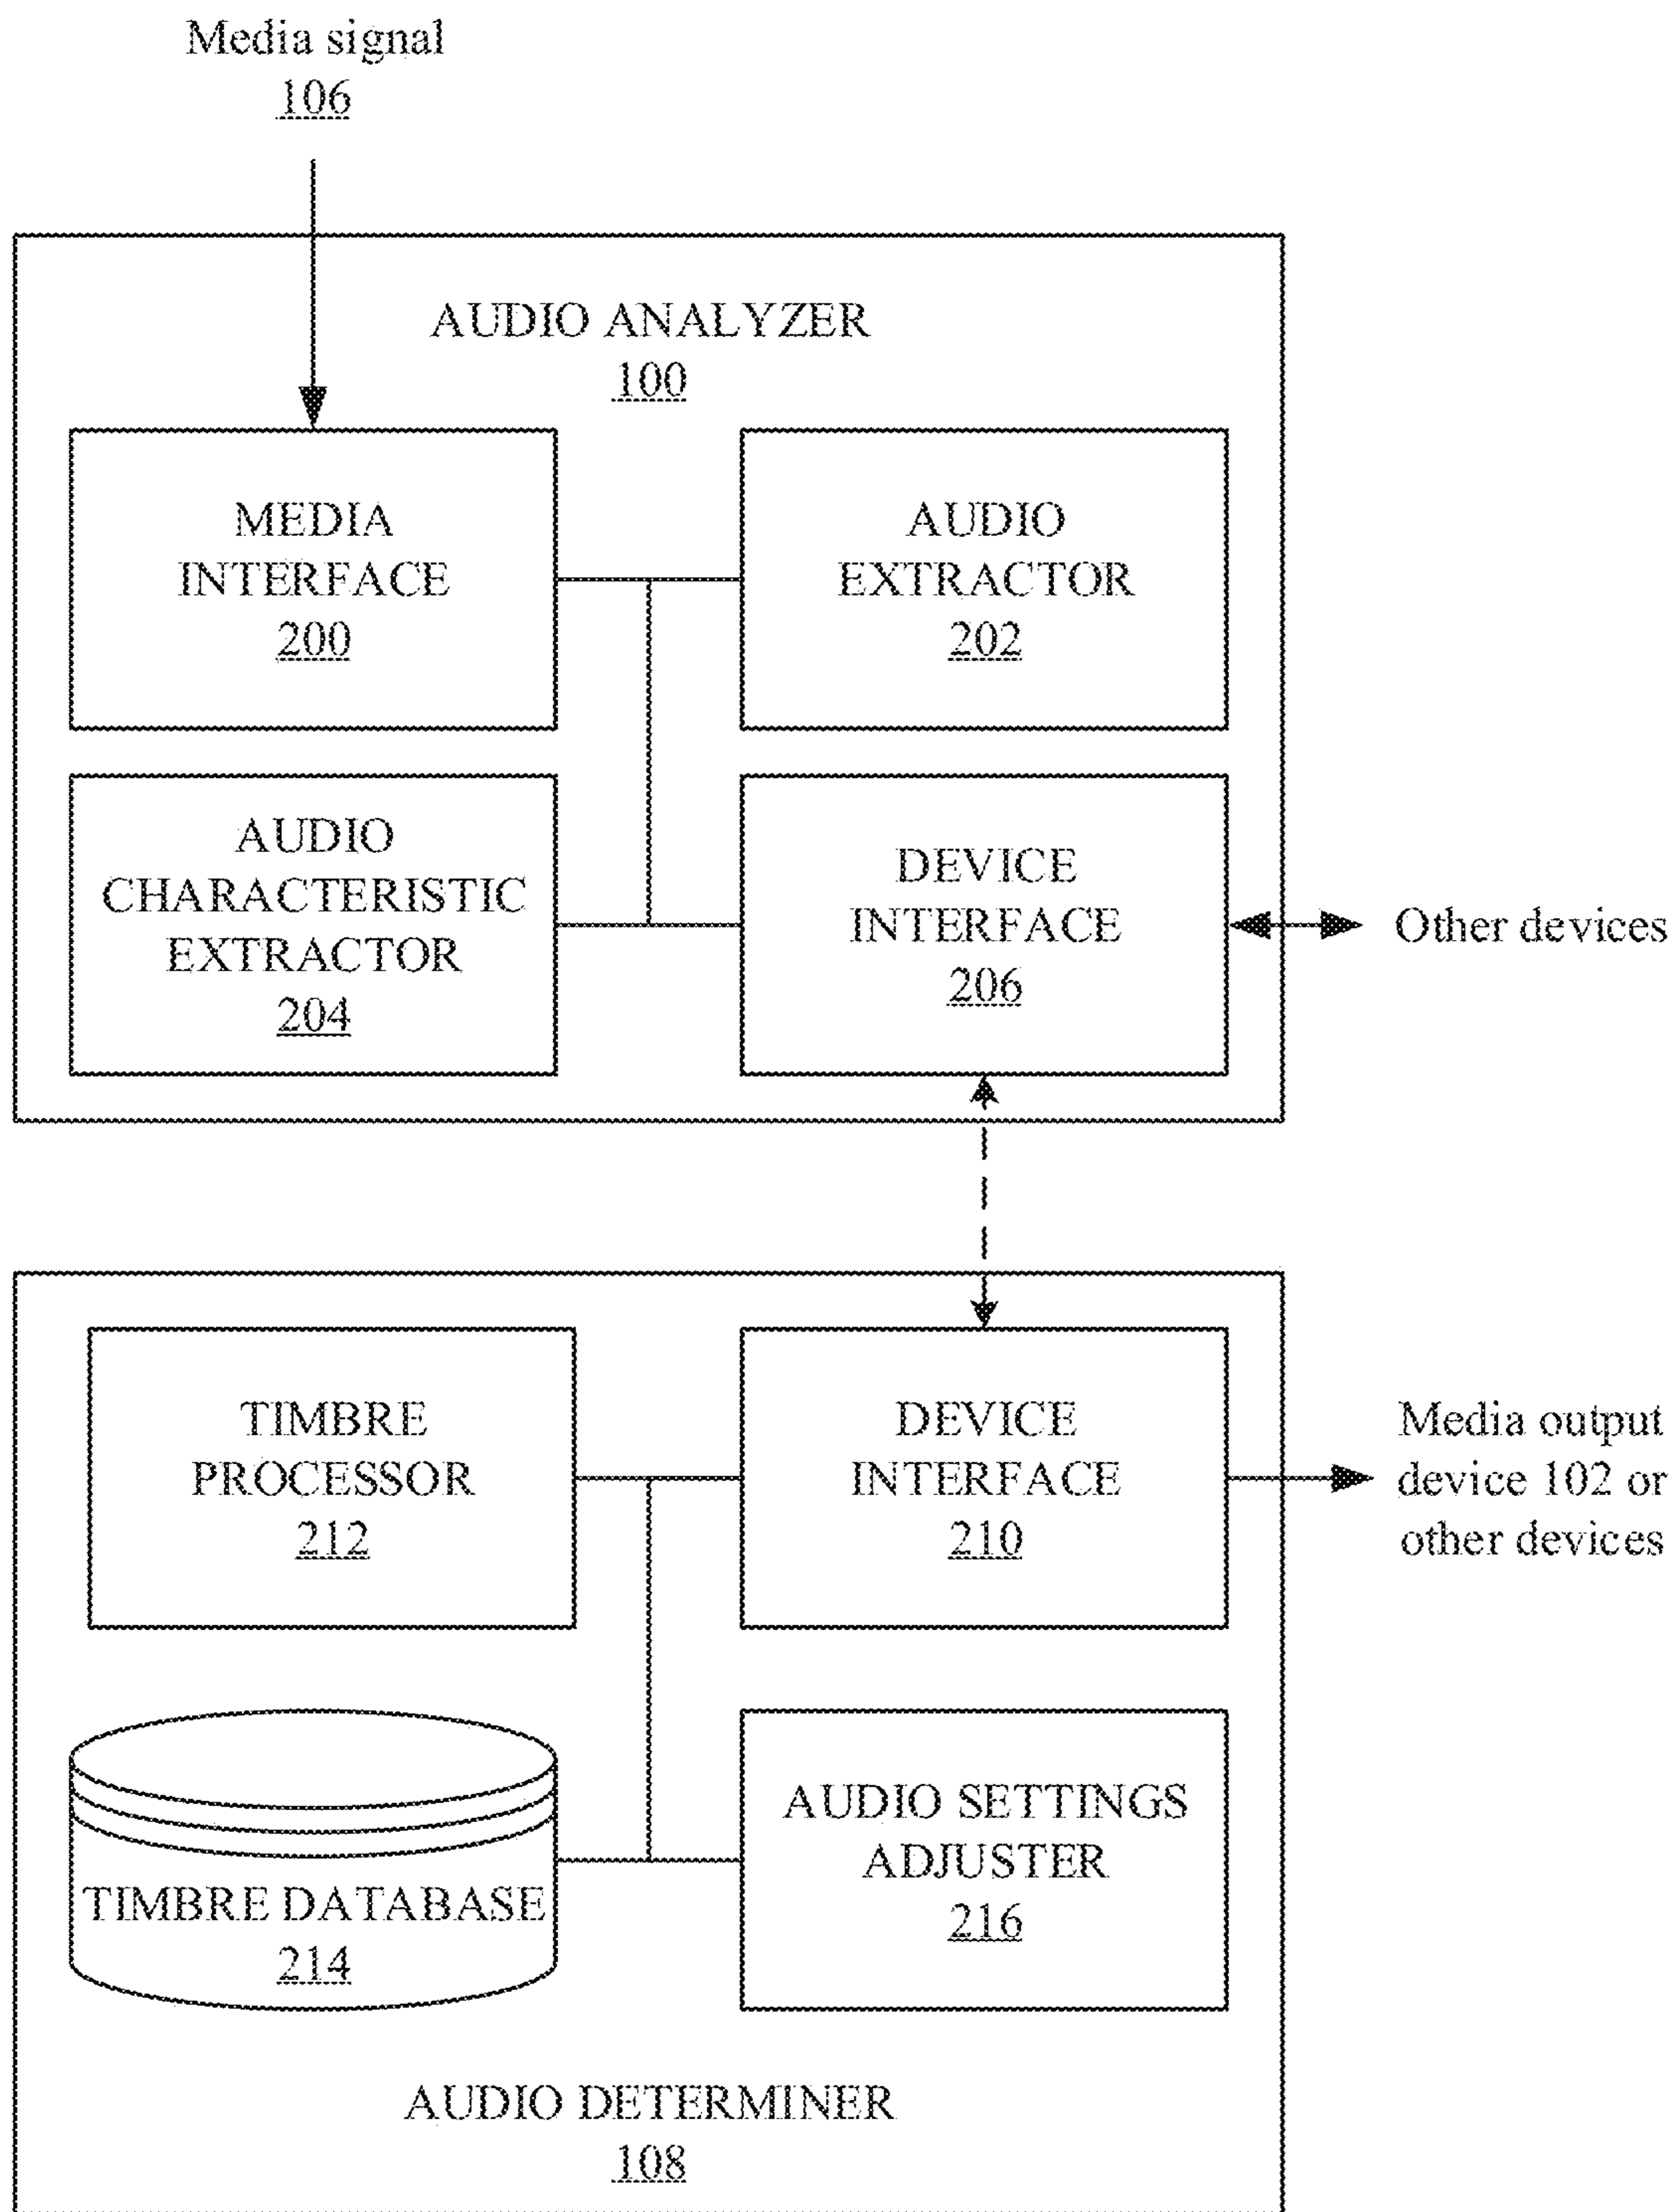 Media signal
106
AUDIO ANALYZER
100
MEDIA
INTERFACE
200
AUDIO
EXTRACTOR
202
AUDIO
CHARACTERISTIC
EXTRACTOR
204
DEVICE
INTERFACE
206
Other devices
TIMBRE
PROCESSOR
212
DEVICE
INTERFACE
210
Media output
device 102 or
other devices
TIMBRE DATABASE
214
AUDIO SETTINGS
ADJUSTER
216
AUDIO DETERMINER
108